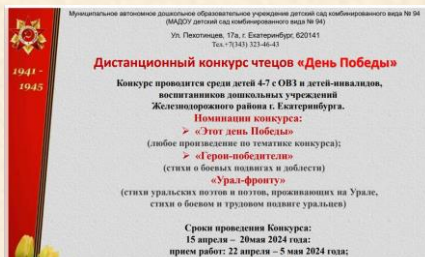 Муниципальное автономное дошкольное образовательное учреждение детский сад комбинированного вида № 94
(МАДОУ детский сад комбинированного вида № 94)
Ул. Пехотинцев, 17а, г. Екатеринбург, 620141
Тел.+7(343) 323-46-43
1941 -
1945
Дистанционный конкурс чтецов «День Победы»
Конкурс проводится среди детей 4-7 с ОВЗ и детей-инвалидов,
воспитанников дошкольных учреждений
Железнодорожного района г. Екатеринбурга.
Номинации конкурса:
➢ «Этот день Победы»
(любое произведение по тематике конкурса);
➢ «Герои-победители»
(стихи о боевых подвигах и доблести)
«Урал-фронту»
(стихи уральских поэтов и поэтов, проживающих на Урале,
стихи о боевом и трудовом подвиге уральцев)
Сроки проведения Конкурса:
15 апреля – 20мая 2024 года:
прием работ: 22 апреля – 5 мая 2024;